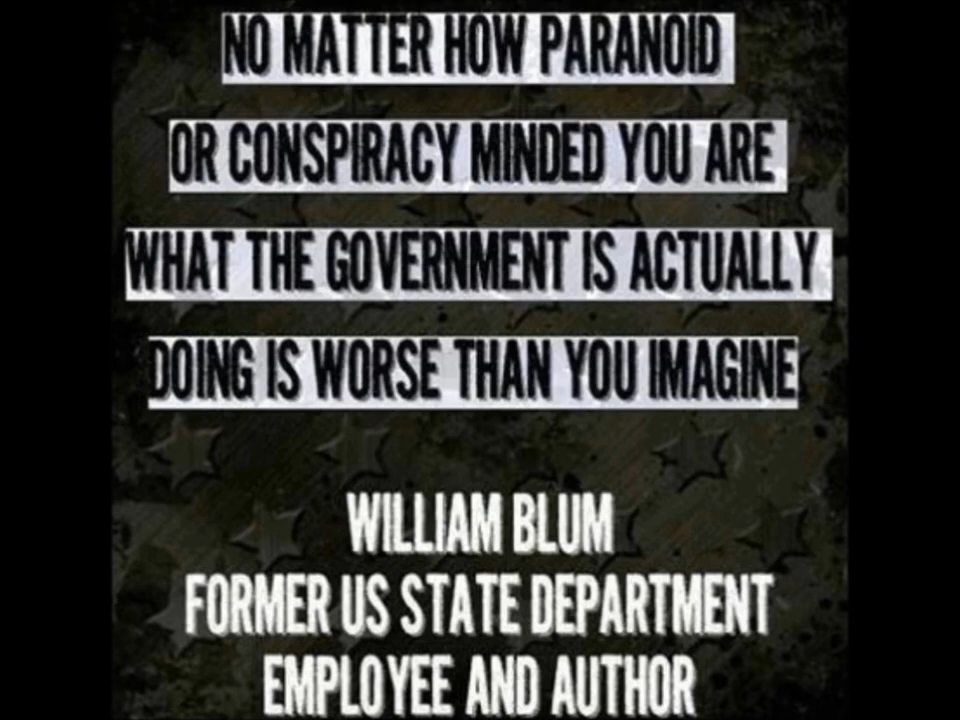 NO MATTER HOW PARANOID
OR CONSPIRACY MINDED YOU ARE
WHAT THE GOVERNMENT IS ACTUALLY
DOING IS WORSE THAN YOU IMAGINE
WILLIAM BLUM
FORMER US STATE DEPARTMENT
EMPLOYEE AND AUTHOR